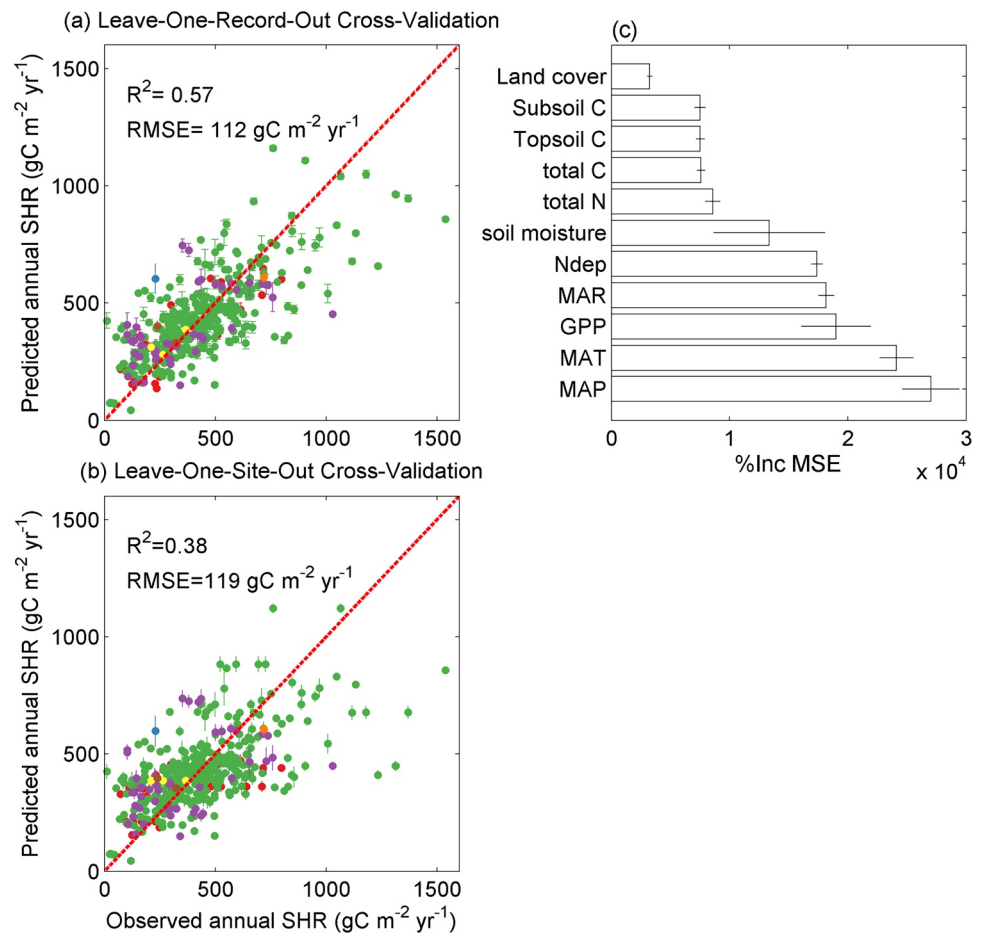 (a) Leave-One-Record-Out Cross-Validation
1500
1000
500
0
R²= 0.57
RMSE= 112 gC m⁻² yr⁻¹
Predicted annual SHR (gC m⁻² yr⁻¹)
0 500 1000 1500
(b) Leave-One-Site-Out Cross-Validation
1500
1000
500
0
R²=0.38
RMSE=119 gC m⁻² yr⁻¹
Predicted annual SHR (gC m⁻² yr⁻¹)
0 500 1000 1500
Observed annual SHR (gC m⁻² yr⁻¹)
(c)
Land cover
Subsoil C
Topsoil C
total C
total N
soil moisture
Ndep
MAR
GPP
MAT
MAP
0 1 2 3
%Inc MSE
x 10⁴